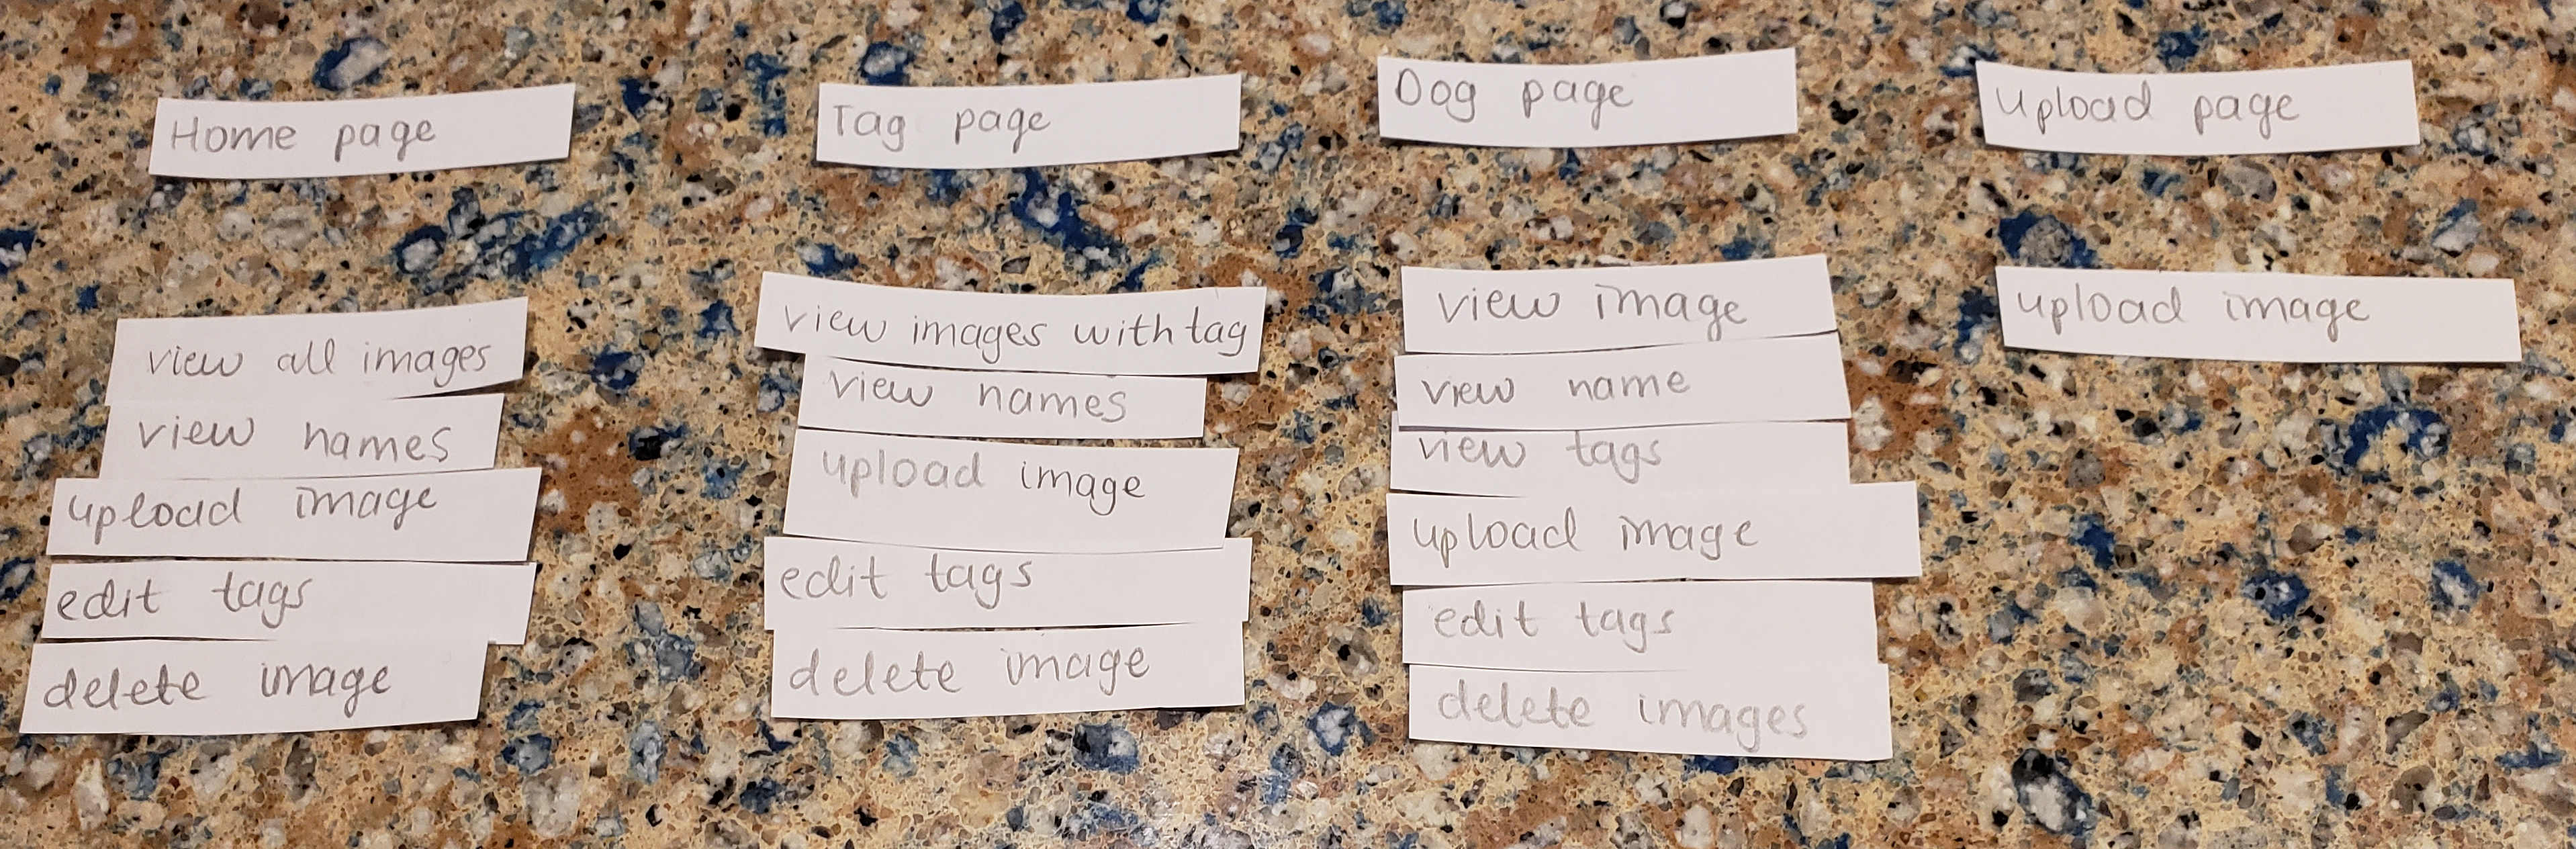 Home page
view all images
view names
upload image
edit tags
delete image
Tag page
view images with tag
view names
upload image
edit tags
delete image
Dog page
view image
view name
view tags
upload image
edit tags
delete images
upload page
upload image